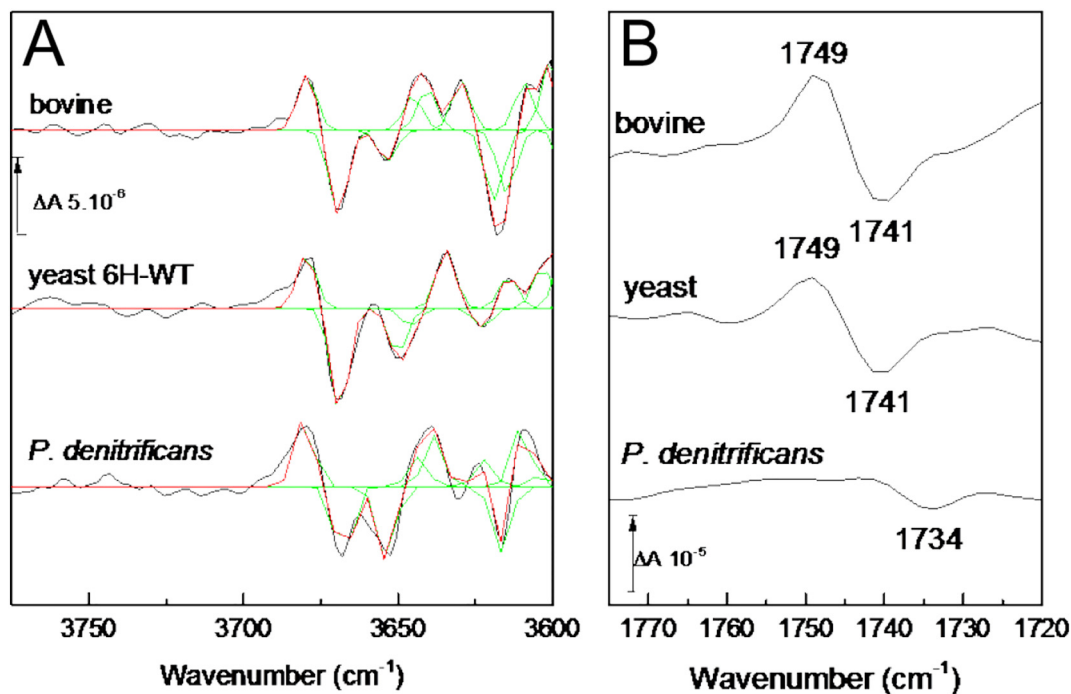 A
bovine
ΔA 5.10⁻⁶
yeast 6H-WT
P. denitrificans
3750 3700 3650 3600
Wavenumber (cm⁻¹)
B
1749
bovine
1741
1749
yeast
1741
P. denitrificans
1734
ΔA 10⁻⁵
1770 1760 1750 1740 1730 1720
Wavenumber (cm⁻¹)